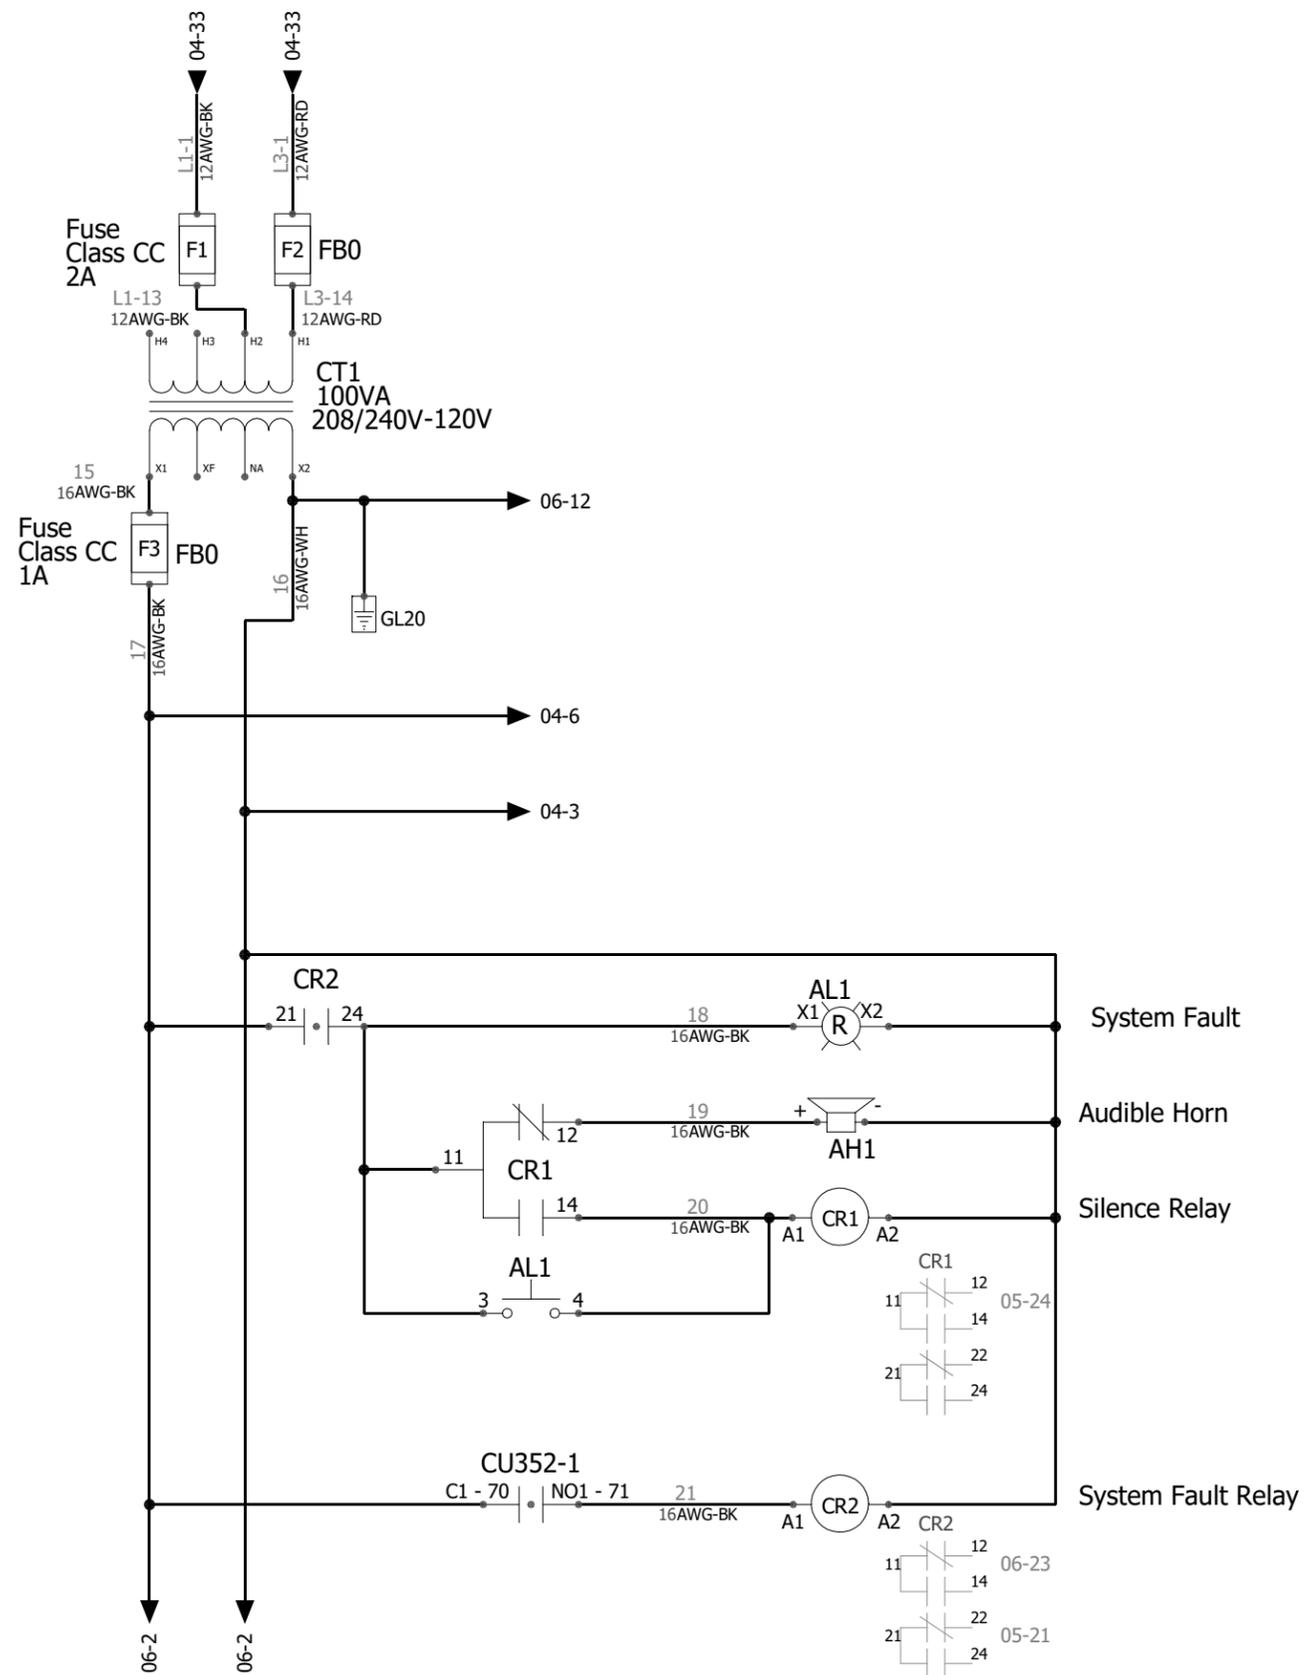 04-33
04-33
L1-1
12AWG-BK
L3-1
12AWG-RD
Fuse
Class CC
2A
F1
F2
FB0
L1-13
12AWG-BK
L3-14
12AWG-RD
H4
H3
H2
H1
CT1
100VA
208/240V-120V
X1
XF
NA
X2
15
16AWG-BK
06-12
Fuse
Class CC
1A
F3
FB0
16
16AWG-WH
GL20
17
16AWG-BK
04-6
04-3
CR2
21
24
18
16AWG-BK
AL1
X1
R
X2
System Fault
11
CR1
12
19
16AWG-BK
+
-
AH1
Audible Horn
14
20
16AWG-BK
A1
CR1
A2
Silence Relay
AL1
3
4
CR1
11
12
14
05-24
21
22
24
CU352-1
C1 - 70
NO1 - 71
21
16AWG-BK
A1
CR2
A2
System Fault Relay
CR2
11
12
14
06-23
21
22
24
05-21
06-2
06-2